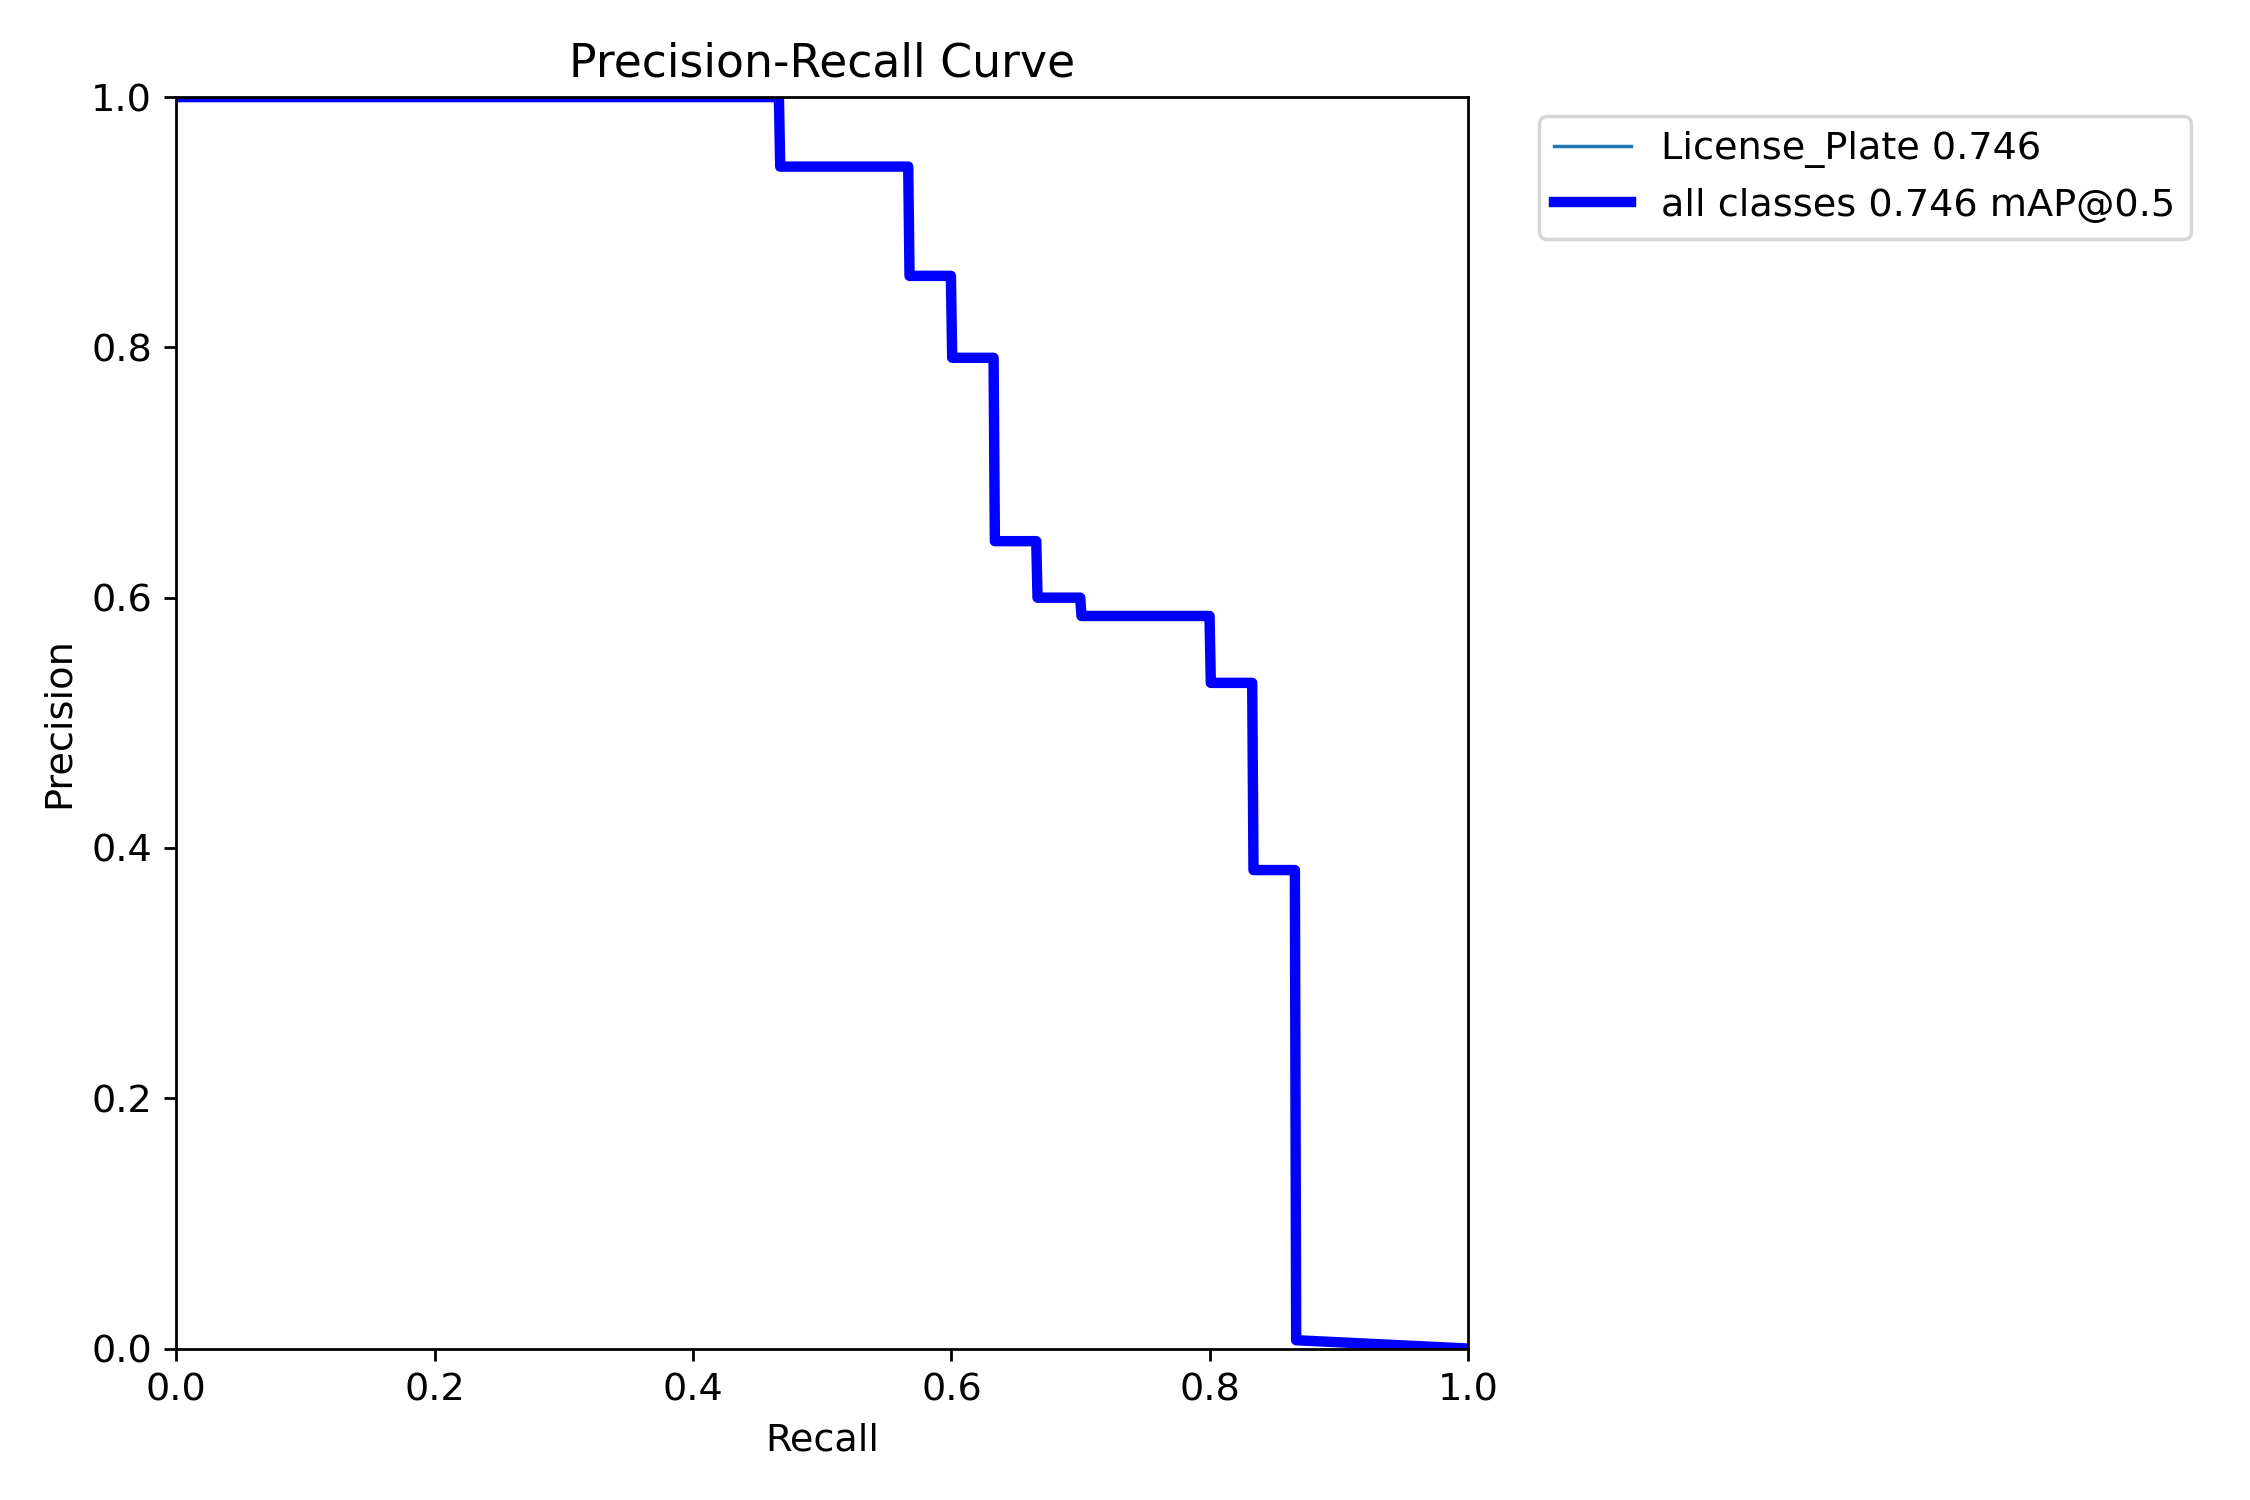 Precision-Recall Curve
License_Plate 0.746
all classes 0.746 mAP@0.5
Precision
1.0
0.8
0.6
0.4
0.2
0.0
0.0 0.2 0.4 0.6 0.8 1.0
Recall